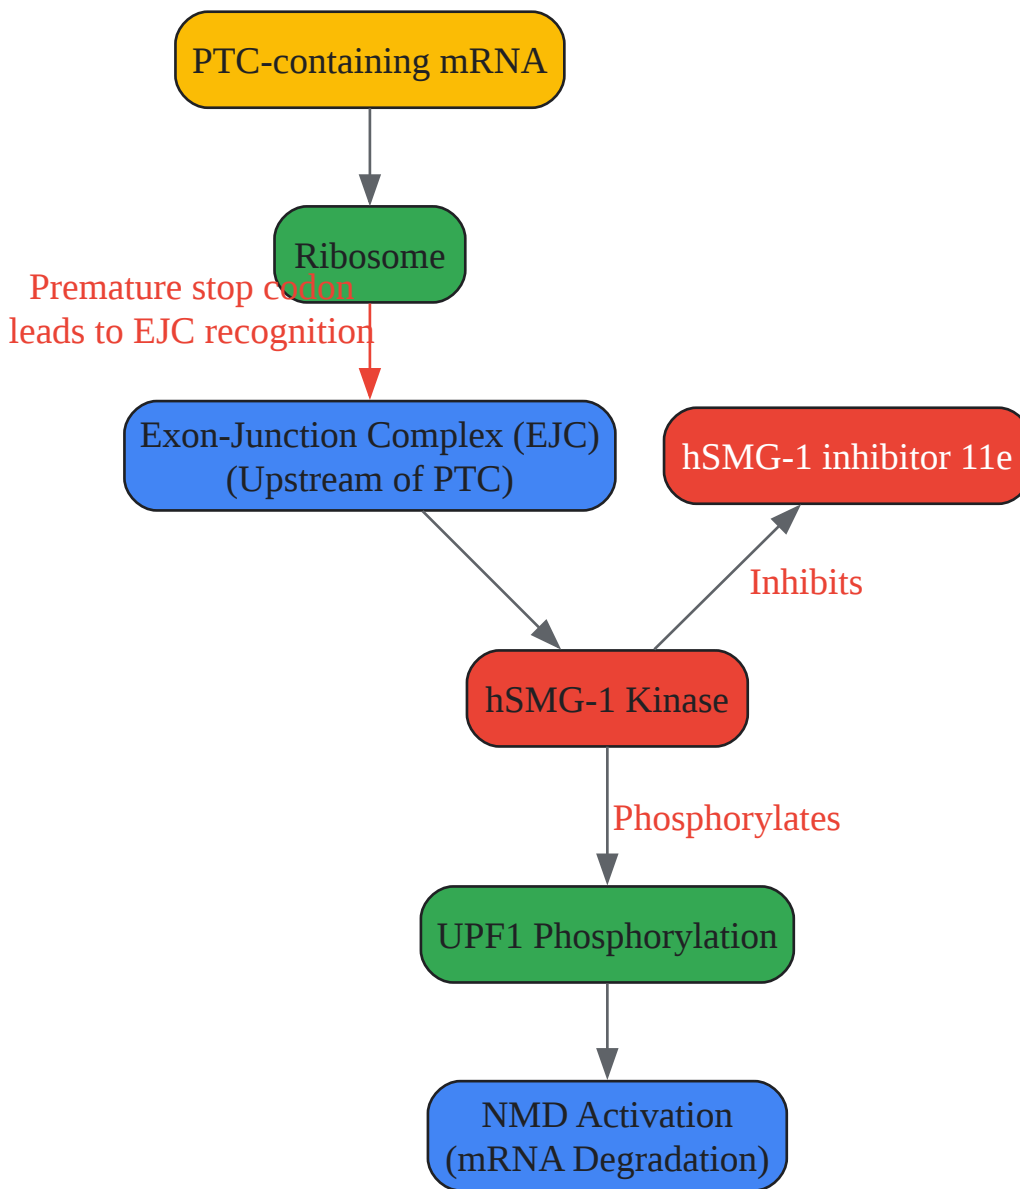 PTC-containing mRNA
Ribosome
Premature stop codon
leads to EJC recognition
Exon-Junction Complex (EJC)
(Upstream of PTC)
hSMG-1 inhibitor 11e
Inhibits
hSMG-1 Kinase
Phosphorylates
UPF1 Phosphorylation
NMD Activation
(mRNA Degradation)